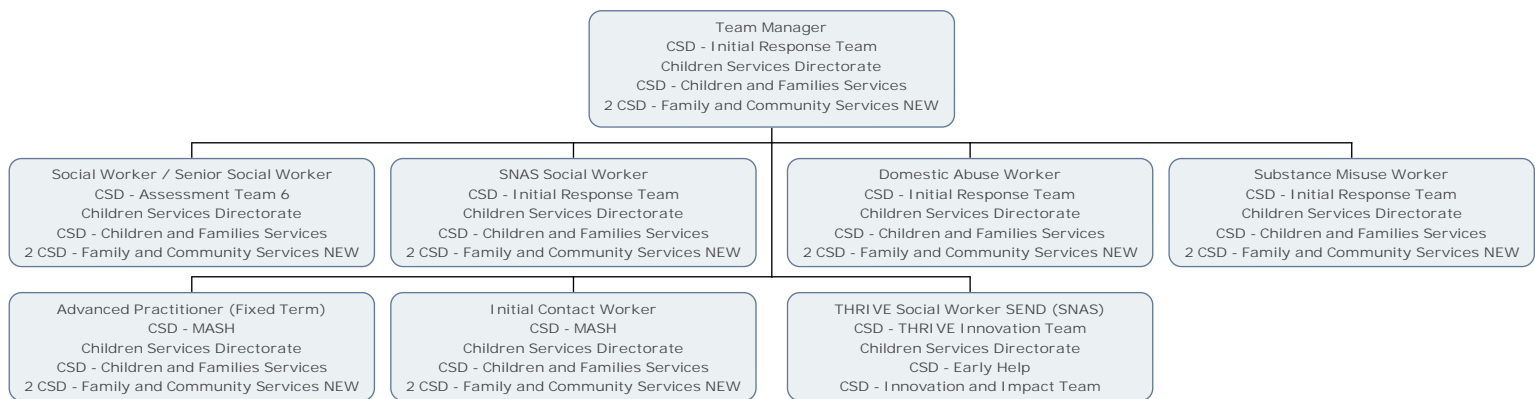 Team Manager
CSD - Initial Response Team
Children Services Directorate
CSD - Children and Families Services
2 CSD - Family and Community Services NEW
Social Worker / Senior Social Worker
CSD - Assessment Team 6
Children Services Directorate
CSD - Children and Families Services
2 CSD - Family and Community Services NEW
SNAS Social Worker
CSD - Initial Response Team
Children Services Directorate
CSD - Children and Families Services
2 CSD - Family and Community Services NEW
Domestic Abuse Worker
CSD - Initial Response Team
Children Services Directorate
CSD - Children and Families Services
2 CSD - Family and Community Services NEW
Substance Misuse Worker
CSD - Initial Response Team
Children Services Directorate
CSD - Children and Families Services
2 CSD - Family and Community Services NEW
Advanced Practitioner (Fixed Term)
CSD - MASH
Children Services Directorate
CSD - Children and Families Services
2 CSD - Family and Community Services NEW
Initial Contact Worker
CSD - MASH
Children Services Directorate
CSD - Children and Families Services
2 CSD - Family and Community Services NEW
THRIVE Social Worker SEND (SNAS)
CSD - THRIVE Innovation Team
Children Services Directorate
CSD - Early Help
CSD - Innovation and Impact Team